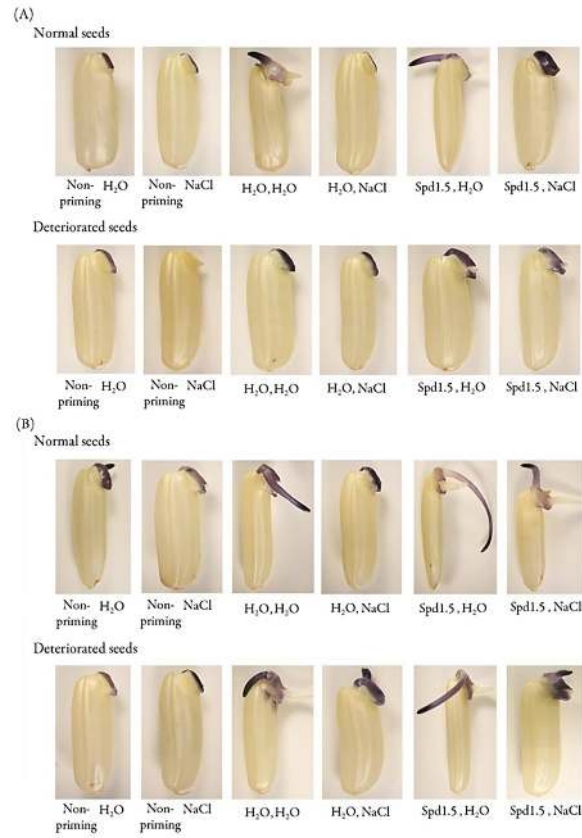 (A)
Normal seeds
Non-priming H₂O
Non-priming NaCl
H₂O, H₂O
H₂O, NaCl
Spd1.5, H₂O
Spd1.5, NaCl
Deteriorated seeds
Non-priming H₂O
Non-priming NaCl
H₂O, H₂O
H₂O, NaCl
Spd1.5, H₂O
Spd1.5, NaCl
(B)
Normal seeds
Non-priming H₂O
Non-priming NaCl
H₂O, H₂O
H₂O, NaCl
Spd1.5, H₂O
Spd1.5, NaCl
Deteriorated seeds
Non-priming H₂O
Non-priming NaCl
H₂O, H₂O
H₂O, NaCl
Spd1.5, H₂O
Spd1.5, NaCl